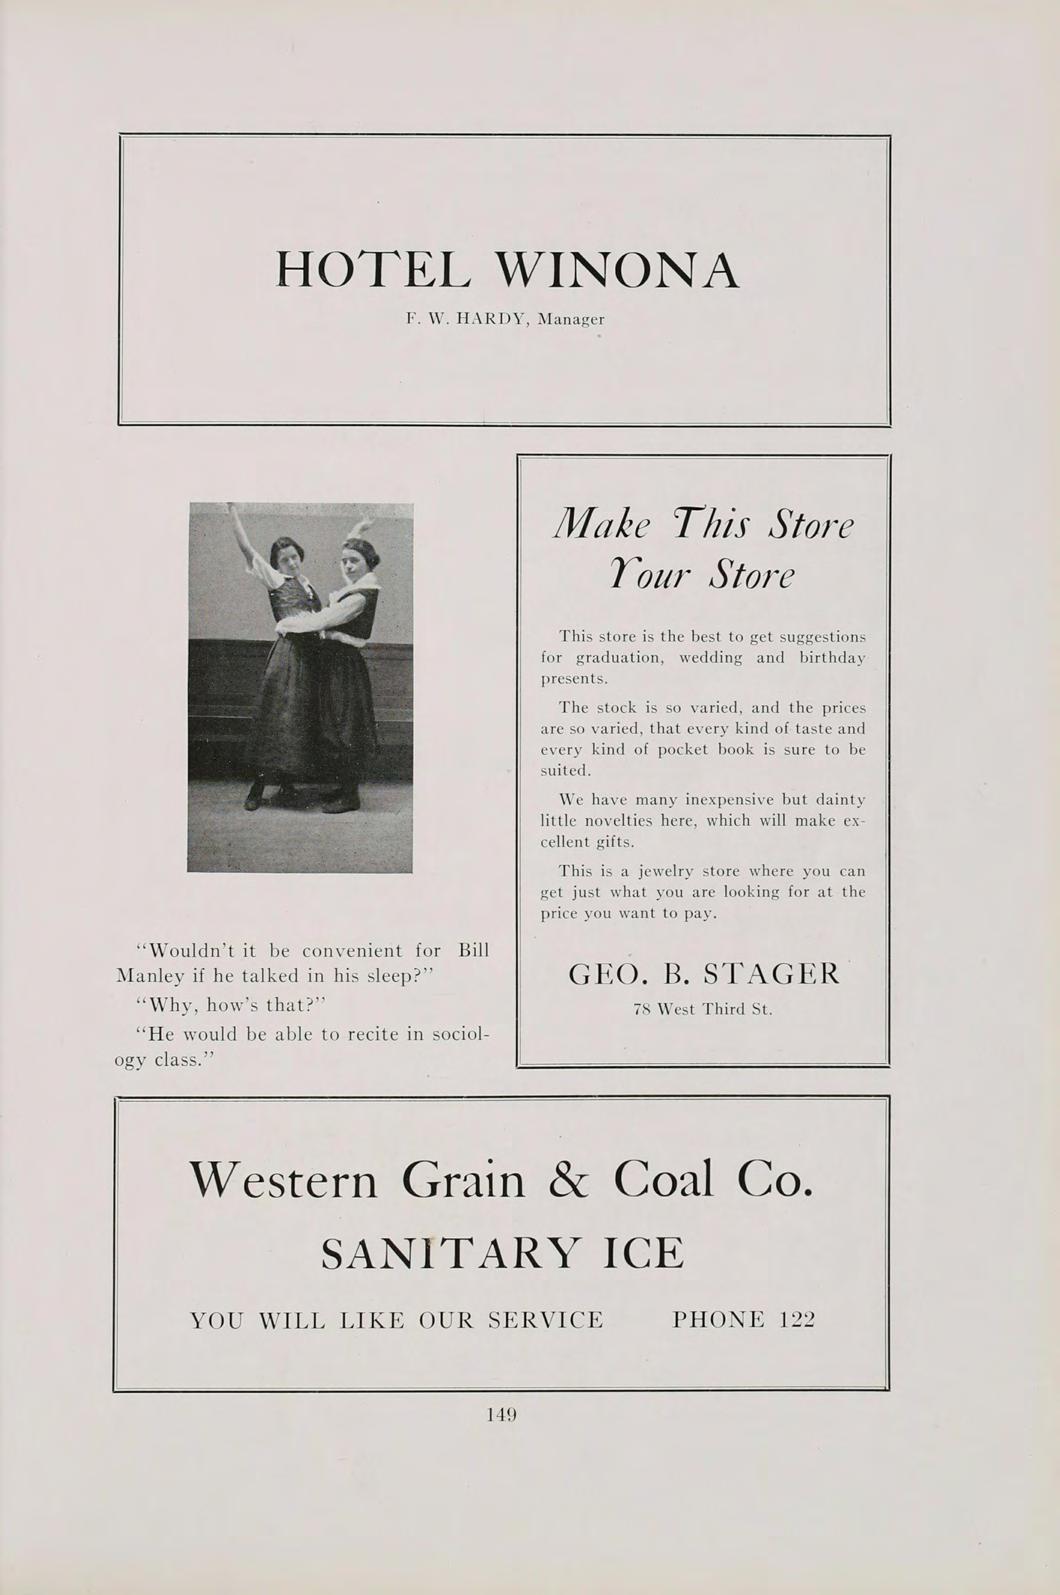 HOTEL WINONA
F. W. HARDY, Manager
Make This Store
Your Store
This store is the best to get suggestions
for graduation, wedding and birthday
presents.
The stock is so varied, and the prices
are so varied, that every kind of taste and
every kind of pocket book is sure to be
suited.
We have many inexpensive but dainty
little novelties here, which will make ex-
cellent gifts.
This is a jewelry store where you can
get just what you are looking for at the
price you want to pay.
GEO. B. STAGER
78 West Third St.
"Wouldn't it be convenient for Bill
Manley if he talked in his sleep?"
"Why, how's that?"
"He would be able to recite in sociol-
ogy class."
Western Grain & Coal Co.
SANITARY ICE
YOU WILL LIKE OUR SERVICE PHONE 122
149